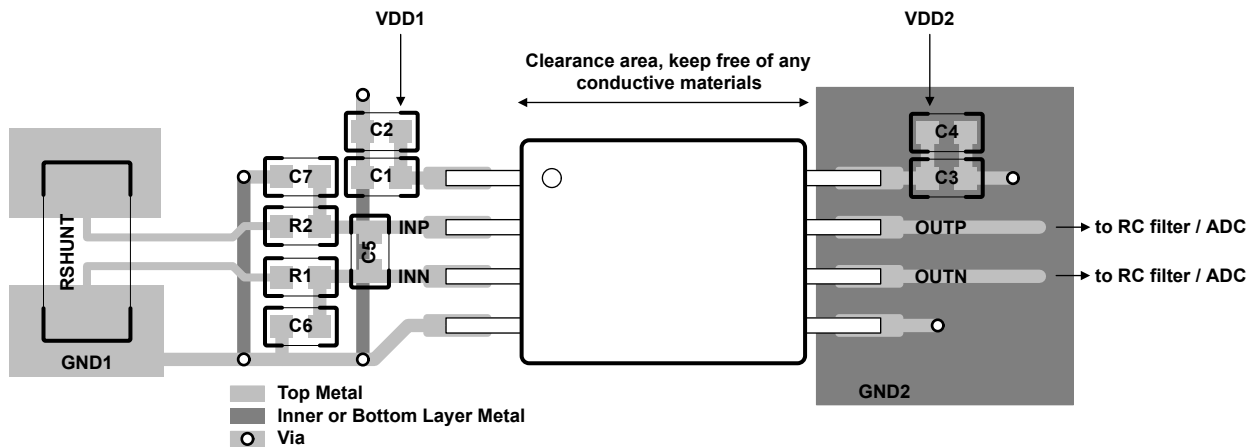 VDD1
VDD2
Clearance area, keep free of any
conductive materials
C2
C4
C7
C1
C3
R2
INP
OUTP
to RC filter / ADC
RSHUNT
C5
R1
INN
OUTN
to RC filter / ADC
C6
GND1
GND2
Top Metal
Inner or Bottom Layer Metal
Via